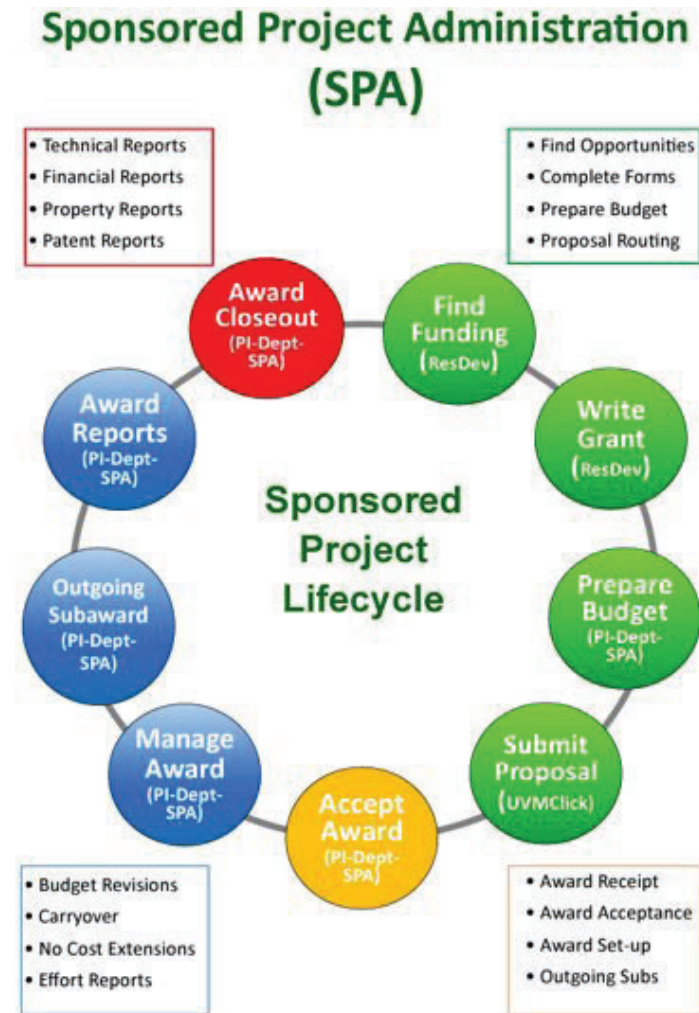 Sponsored Project Administration
(SPA)
• Technical Reports
• Financial Reports
• Property Reports
• Patent Reports
• Find Opportunities
• Complete Forms
• Prepare Budget
• Proposal Routing
Award
Closeout
(PI-Dept-
SPA)
Find
Funding
(ResDev)
Award
Reports
(PI-Dept-
SPA)
Write
Grant
(ResDev)
Sponsored
Project
Lifecycle
Outgoing
Subaward
(PI-Dept-
SPA)
Prepare
Budget
(PI-Dept-
SPA)
Manage
Award
(PI-Dept-
SPA)
Submit
Proposal
(UVMClick)
Accept
Award
(PI-Dept-
SPA)
• Budget Revisions
• Carryover
• No Cost Extensions
• Effort Reports
• Award Receipt
• Award Acceptance
• Award Set-up
• Outgoing Subs